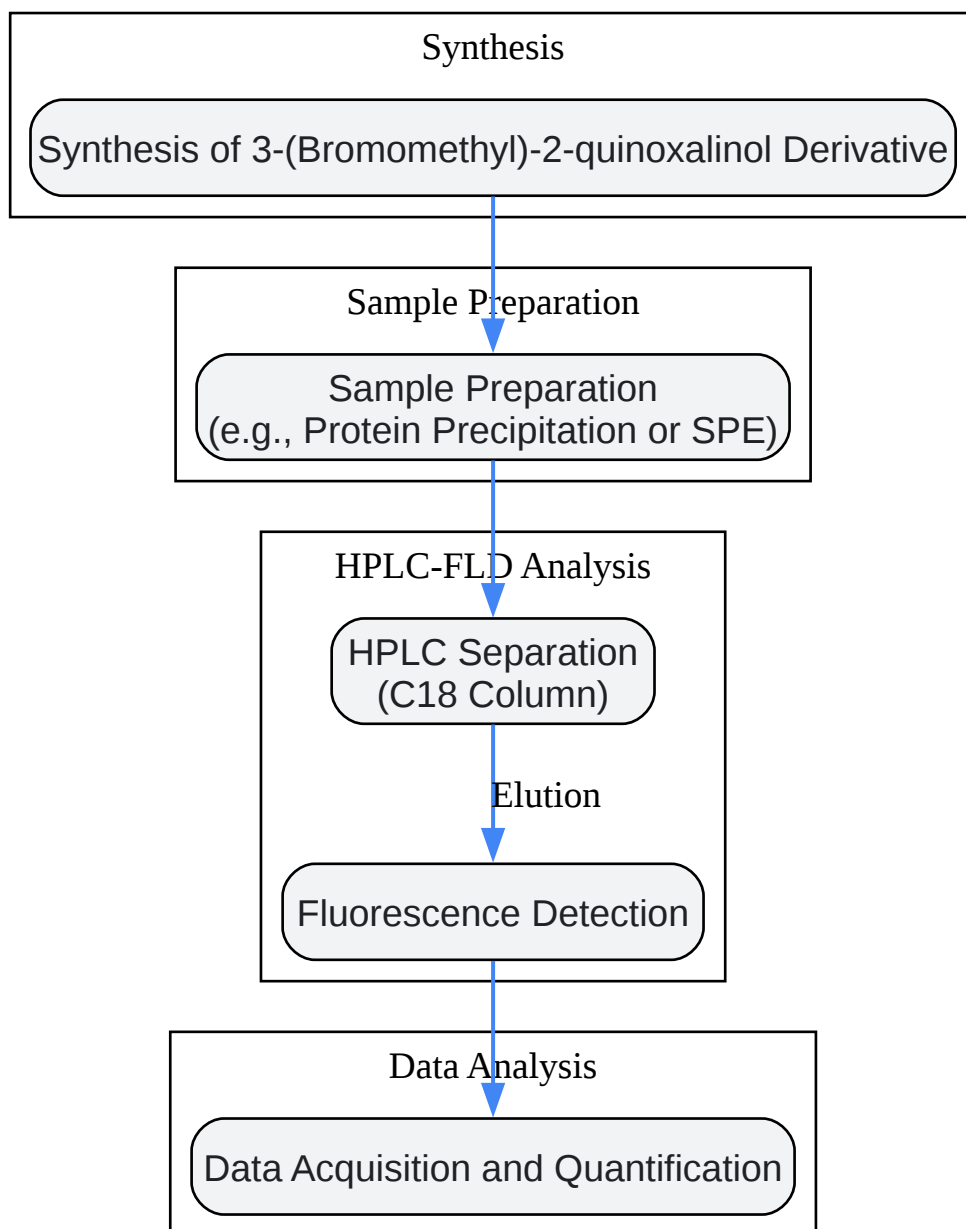 Synthesis
Synthesis of 3-(Bromomethyl)-2-quinoxalinol Derivative
Sample Preparation
Sample Preparation
(e.g., Protein Precipitation or SPE)
HPLC-FLD Analysis
HPLC Separation
(C18 Column)
Elution
Fluorescence Detection
Data Analysis
Data Acquisition and Quantification